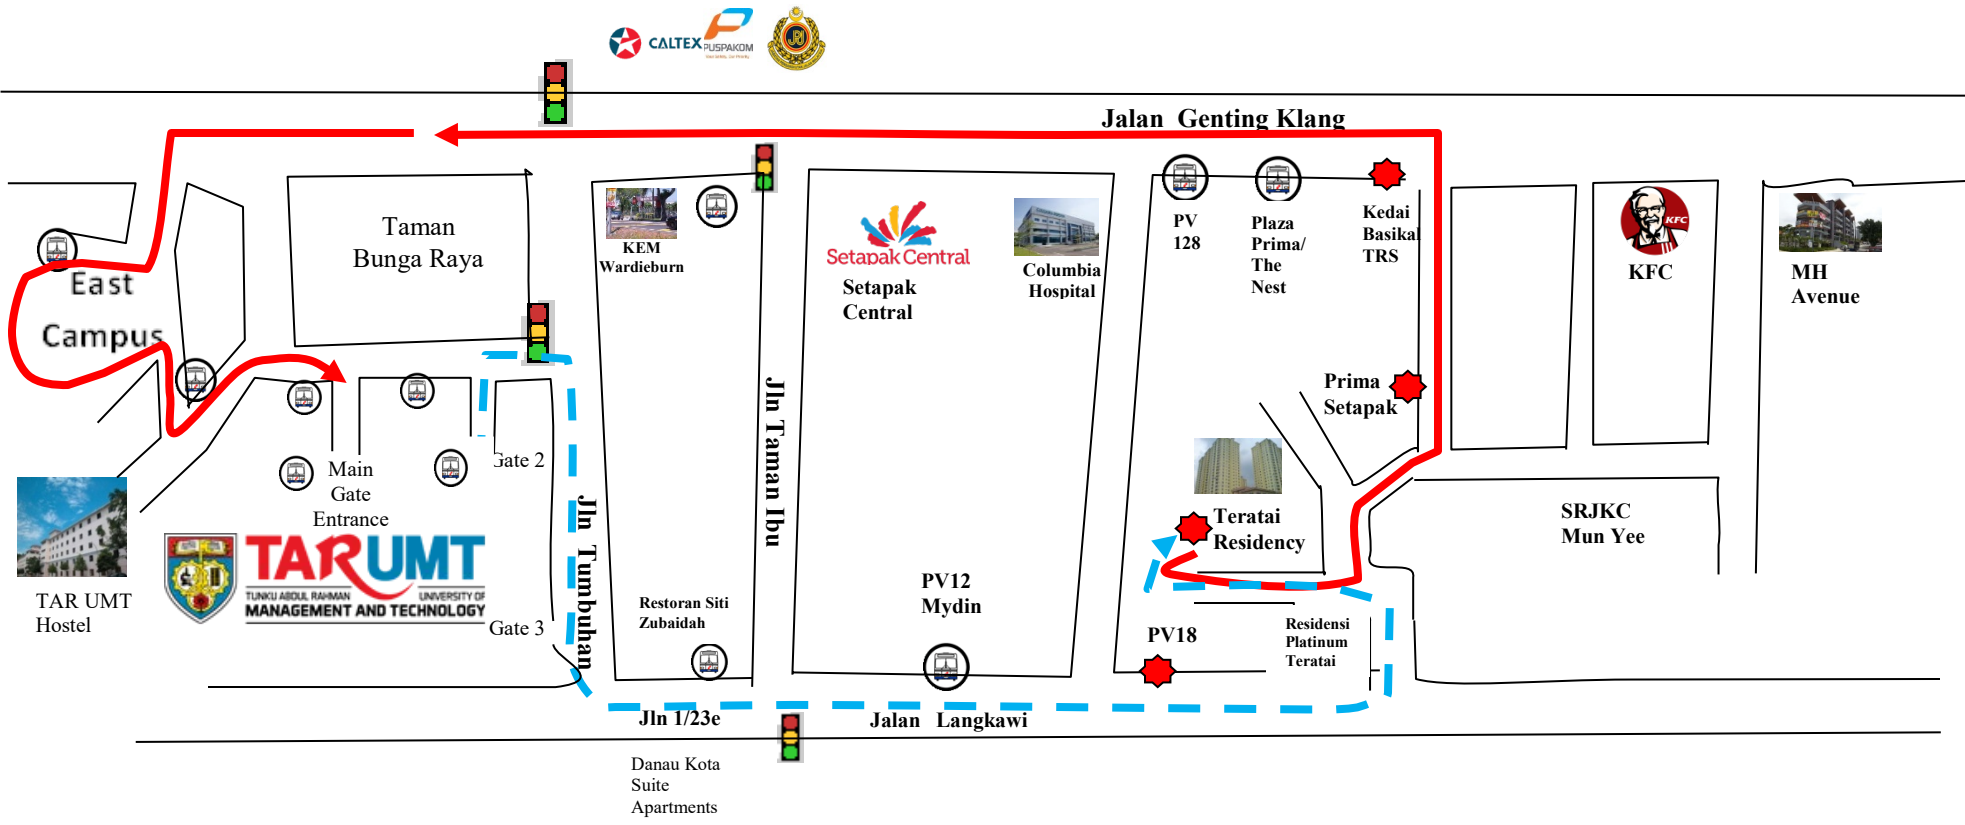 CALTEX
PUSPAKOM
JPJ
Jalan Genting Klang
Taman
Bunga Raya
KEM
Wardieburn
Setapak Central
Setapak
Central
Columbia
Hospital
PV
128
Plaza
Prima/
The
Nest
Kedai
Basikal
TRS
KFC
KFC
MH
Avenue
East
Campus
Prima
Setapak
Jln Taman Ibu
Main
Gate
Entrance
Gate 2
Jln Tumbuhan
Teratai
Residency
SRJKC
Mun Yee
TAR UMT
TUNKU ABDUL RAHMAN UNIVERSITY OF
MANAGEMENT AND TECHNOLOGY
TAR UMT
Hostel
Gate 3
Restoran Siti
Zubaidah
PV12
Mydin
PV18
Residensi
Platinum
Teratai
Jln 1/23e
Jalan Langkawi
Danau Kota
Suite
Apartments